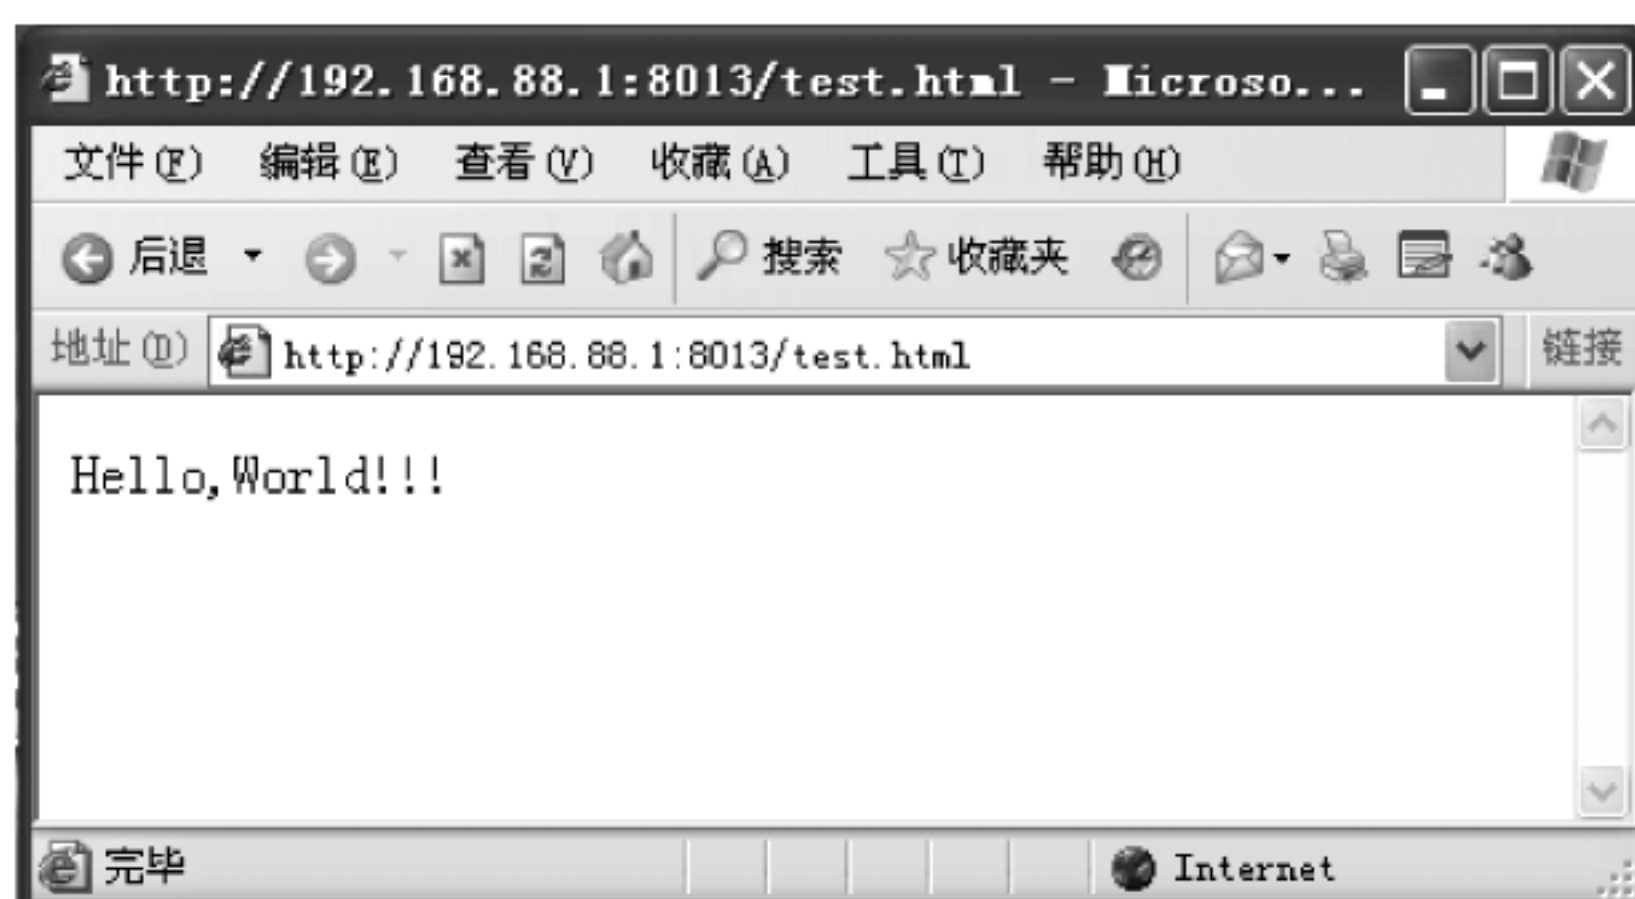 http://192.168.88.1:8013/test.html - Microso...
文件(F) 编辑(E) 查看(V) 收藏(A) 工具(T) 帮助(H)
后退 搜索 收藏夹
地址(D) http://192.168.88.1:8013/test.html 链接
Hello,World!!!
完毕 Internet